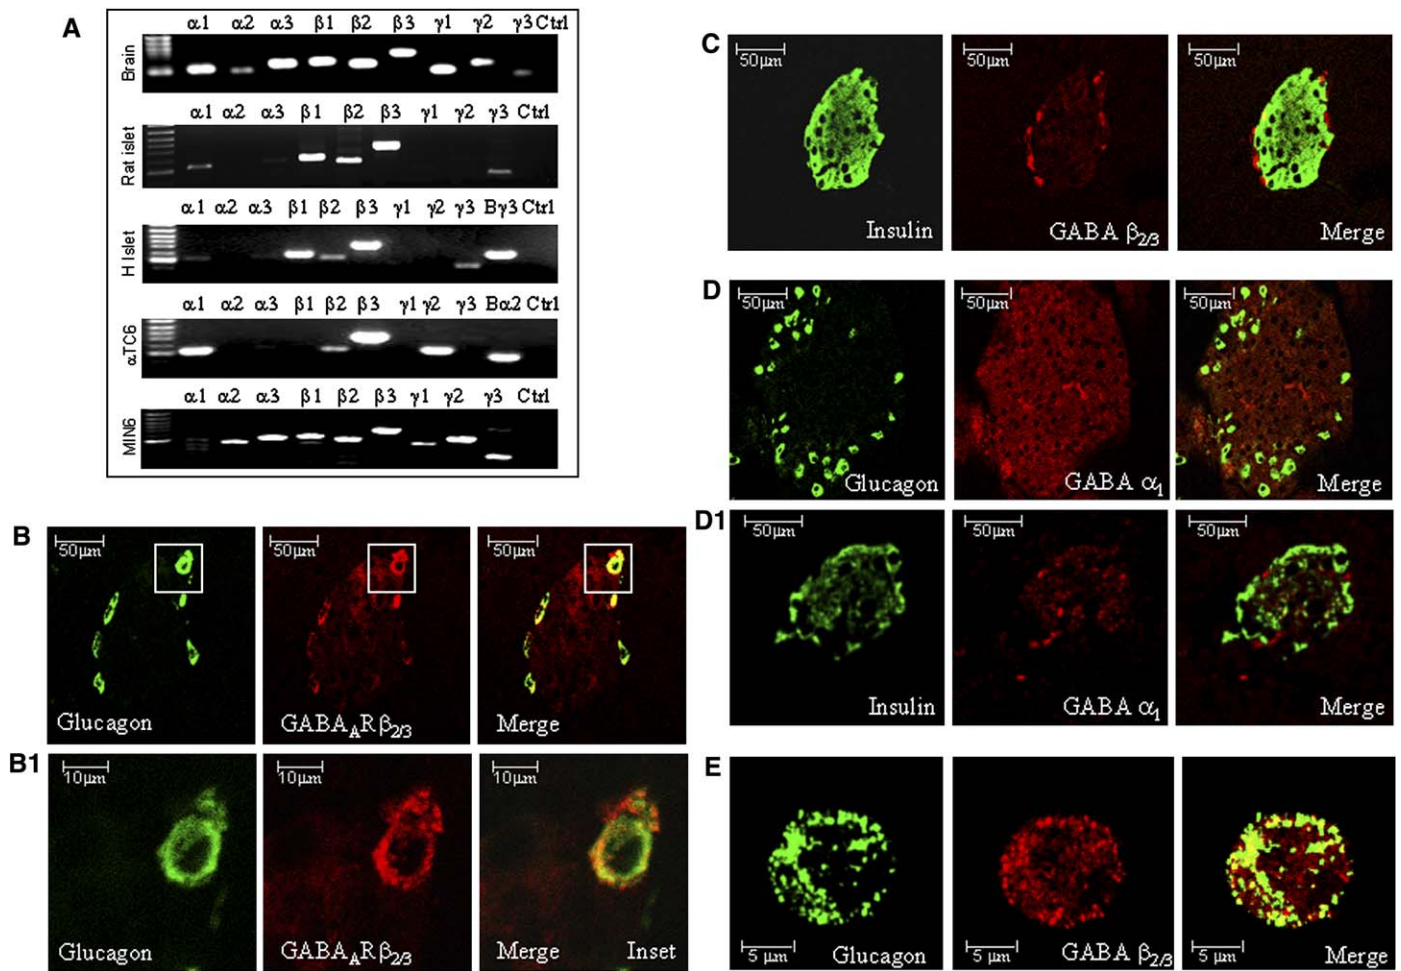 A
α1 α2 α3 β1 β2 β3 γ1 γ2 γ3 Ctrl
Brain
α1 α2 α3 β1 β2 β3 γ1 γ2 γ3 Ctrl
Rat islet
α1 α2 α3 β1 β2 β3 γ1 γ2 γ3 Bγ3 Ctrl
H Islet
α1 α2 α3 β1 β2 β3 γ1 γ2 γ3 Bα2 Ctrl
αTC6
α1 α2 α3 β1 β2 β3 γ1 γ2 γ3 Ctrl
MIN6
B
50µm 50µm 50µm
Glucagon GABA_AR β2/3 Merge
B1
10µm 10µm 10µm
Glucagon GABA_AR β2/3 Merge Inset
C
50µm 50µm 50µm
Insulin GABA β2/3 Merge
D
50µm 50µm 50µm
Glucagon GABA α1 Merge
D1
50µm 50µm 50µm
Insulin GABA α1 Merge
E
5 µm 5 µm 5 µm
Glucagon GABA β2/3 Merge